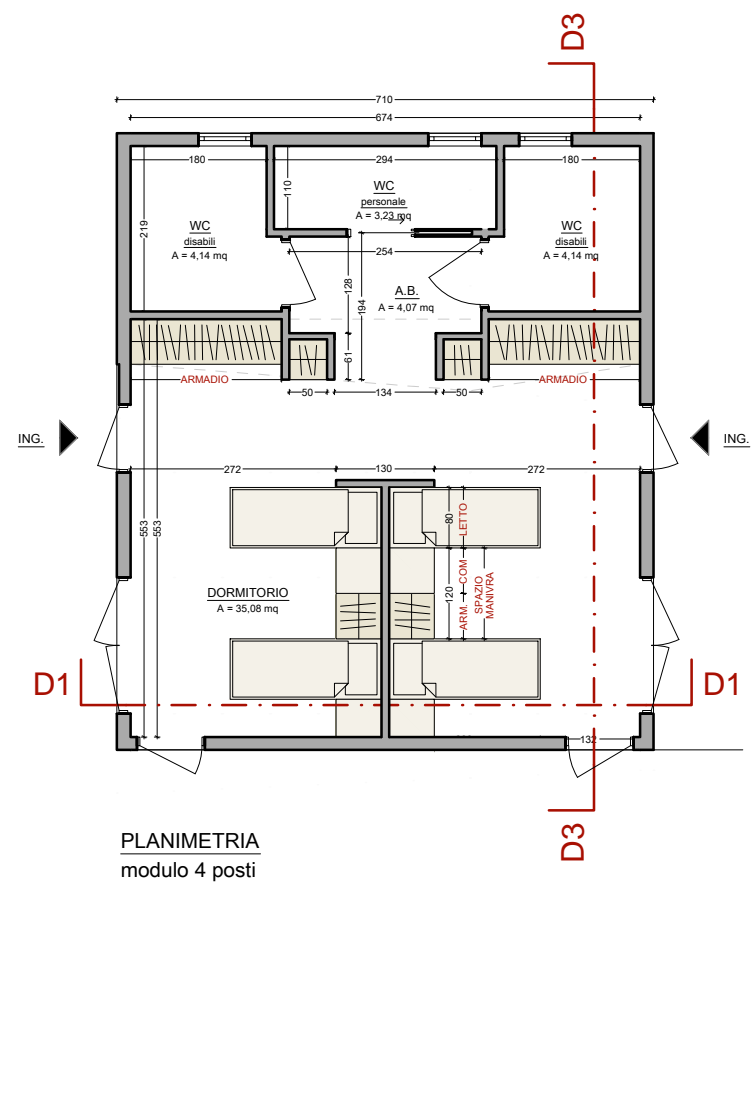 D3
710
674
180
294
180
110
WC
personale
A = 3,23 mq
219
WC
disabili
A = 4,14 mq
WC
disabili
A = 4,14 mq
254
128
194
A.B.
A = 4,07 mq
61
ARMADIO
50
134
50
ARMADIO
ING.
ING.
272
130
272
553
553
80
LETTO
120
COM
ARM.
SPAZIO
MANIVRA
DORMITORIO
A = 35,08 mq
D1
D1
132
D3
PLANIMETRIA
modulo 4 posti